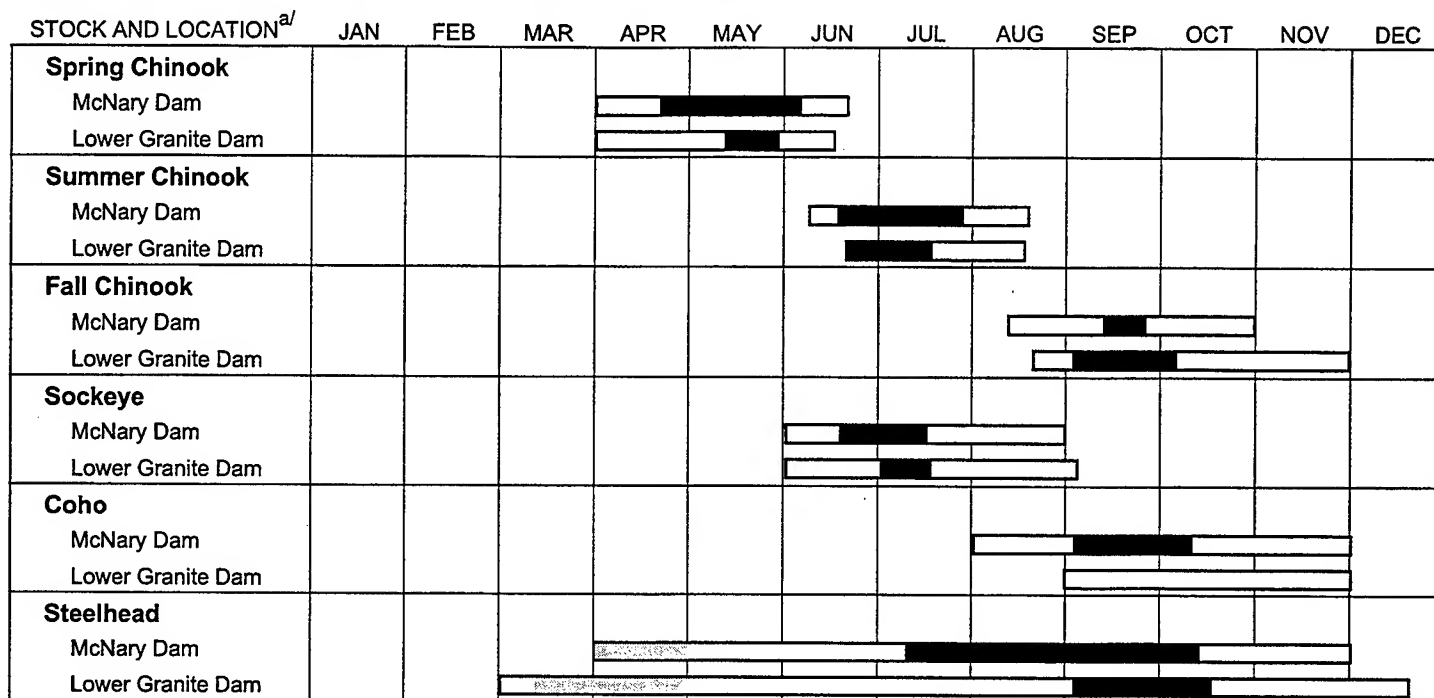 STOCK AND LOCATION a/ JAN FEB MAR APR MAY JUN JUL AUG SEP OCT NOV DEC
Spring Chinook
McNary Dam
Lower Granite Dam
Summer Chinook
McNary Dam
Lower Granite Dam
Fall Chinook
McNary Dam
Lower Granite Dam
Sockeye
McNary Dam
Lower Granite Dam
Coho
McNary Dam
Lower Granite Dam
Steelhead
McNary Dam
Lower Granite Dam